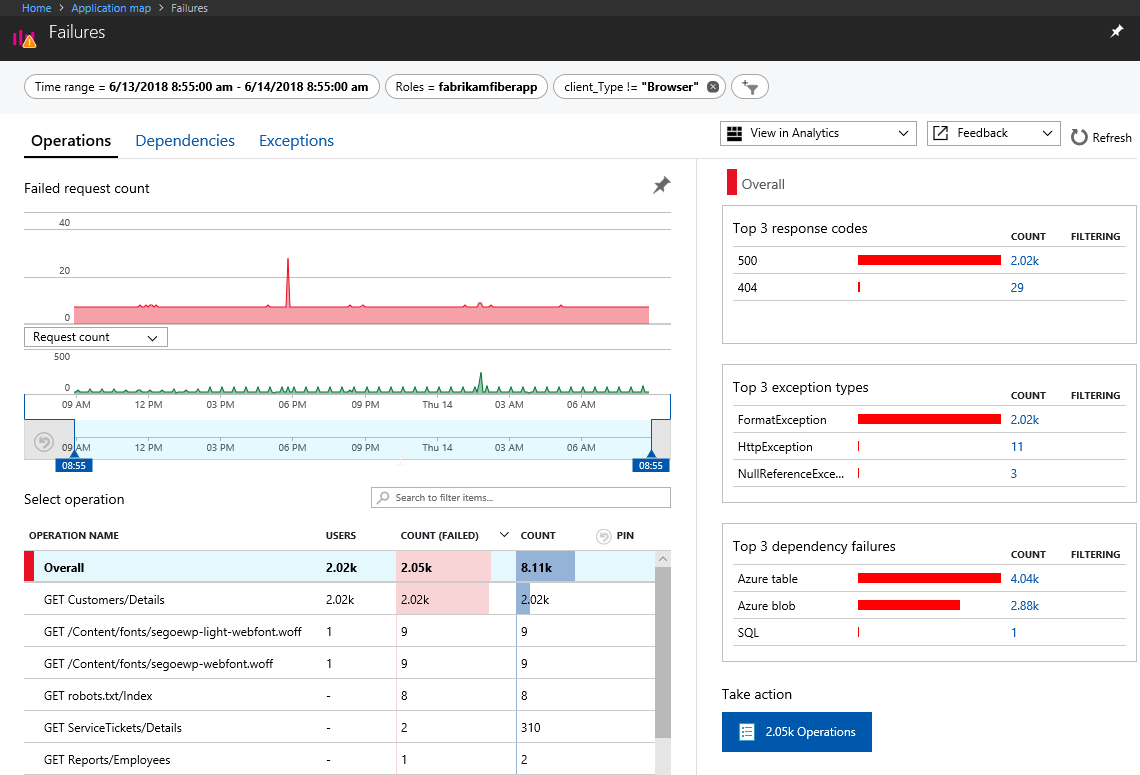 Home > Application map > Failures
Failures
Time range = 6/13/2018 8:55:00 am - 6/14/2018 8:55:00 am
Roles = fabrikamfiberapp
client_Type != "Browser"
Operations Dependencies Exceptions
View in Analytics
Feedback
Refresh
Failed request count
40
20
0
Request count
500
0
09 AM 12 PM 03 PM 06 PM 09 PM Thu 14 03 AM 06 AM
09 AM 12 PM 03 PM 06 PM 09 PM Thu 14 03 AM 06 AM
08:55 08:55
Select operation
Search to filter items...
OPERATION NAME USERS COUNT (FAILED) COUNT PIN
Overall 2.02k 2.05k 8.11k
GET Customers/Details 2.02k 2.02k 2.02k
GET /Content/fonts/segoewp-light-webfont.woff 1 9 9
GET /Content/fonts/segoewp-webfont.woff 1 9 9
GET robots.txt/Index - 8 8
GET ServiceTickets/Details - 2 310
GET Reports/Employees - 1 2
Overall
Top 3 response codes
COUNT FILTERING
500 2.02k
404 29
Top 3 exception types
COUNT FILTERING
FormatException 2.02k
HttpException 11
NullReferenceExce... 3
Top 3 dependency failures
COUNT FILTERING
Azure table 4.04k
Azure blob 2.88k
SQL 1
Take action
2.05k Operations